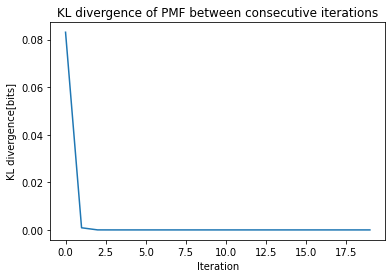 KL divergence of PMF between consecutive iterations
KL divergence[bits]
0.08
0.06
0.04
0.02
0.00
0.0 2.5 5.0 7.5 10.0 12.5 15.0 17.5
Iteration